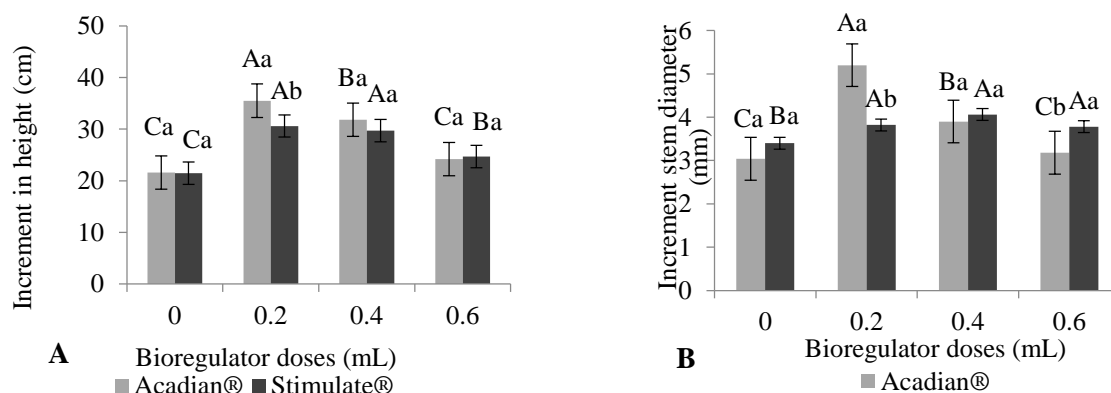 Increment in height (cm)
50
40
30
20
10
0
Aa
Ab
Ba
Aa
Ca
Ca
Ca
Ba
0 0.2 0.4 0.6
A
Bioregulator doses (mL)
Acadian® Stimulate®
Increment stem diameter
(mm)
6
5
4
3
2
1
0
Aa
Ab
Ba
Aa
Ca
Ba
Cb
Aa
0 0.2 0.4 0.6
B
Bioregulator doses (mL)
Acadian®